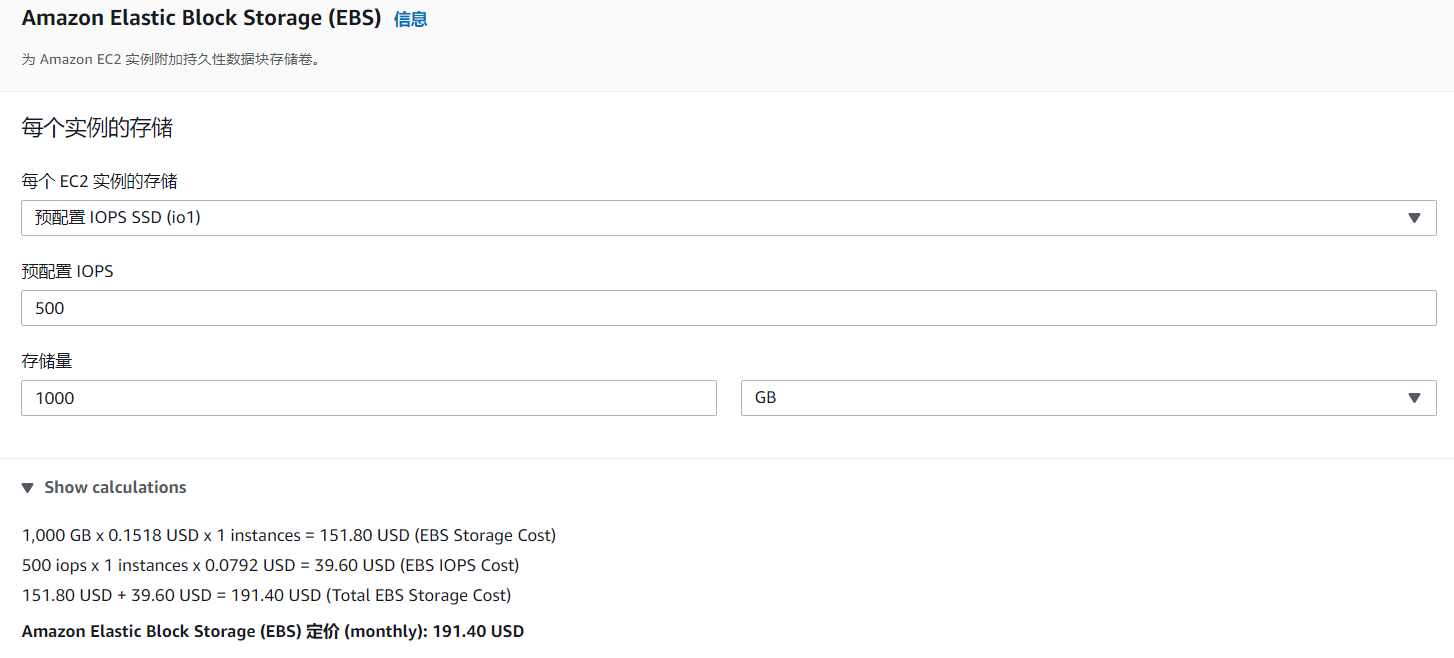 Amazon Elastic Block Storage (EBS) 信息
为 Amazon EC2 实例附加持久性数据块存储卷。
每个实例的存储
每个 EC2 实例的存储
预配置 IOPS SSD (io1)
预配置 IOPS
500
存储量
1000 GB
Show calculations
1,000 GB x 0.1518 USD x 1 instances = 151.80 USD (EBS Storage Cost)
500 iops x 1 instances x 0.0792 USD = 39.60 USD (EBS IOPS Cost)
151.80 USD + 39.60 USD = 191.40 USD (Total EBS Storage Cost)
Amazon Elastic Block Storage (EBS) 定价 (monthly): 191.40 USD